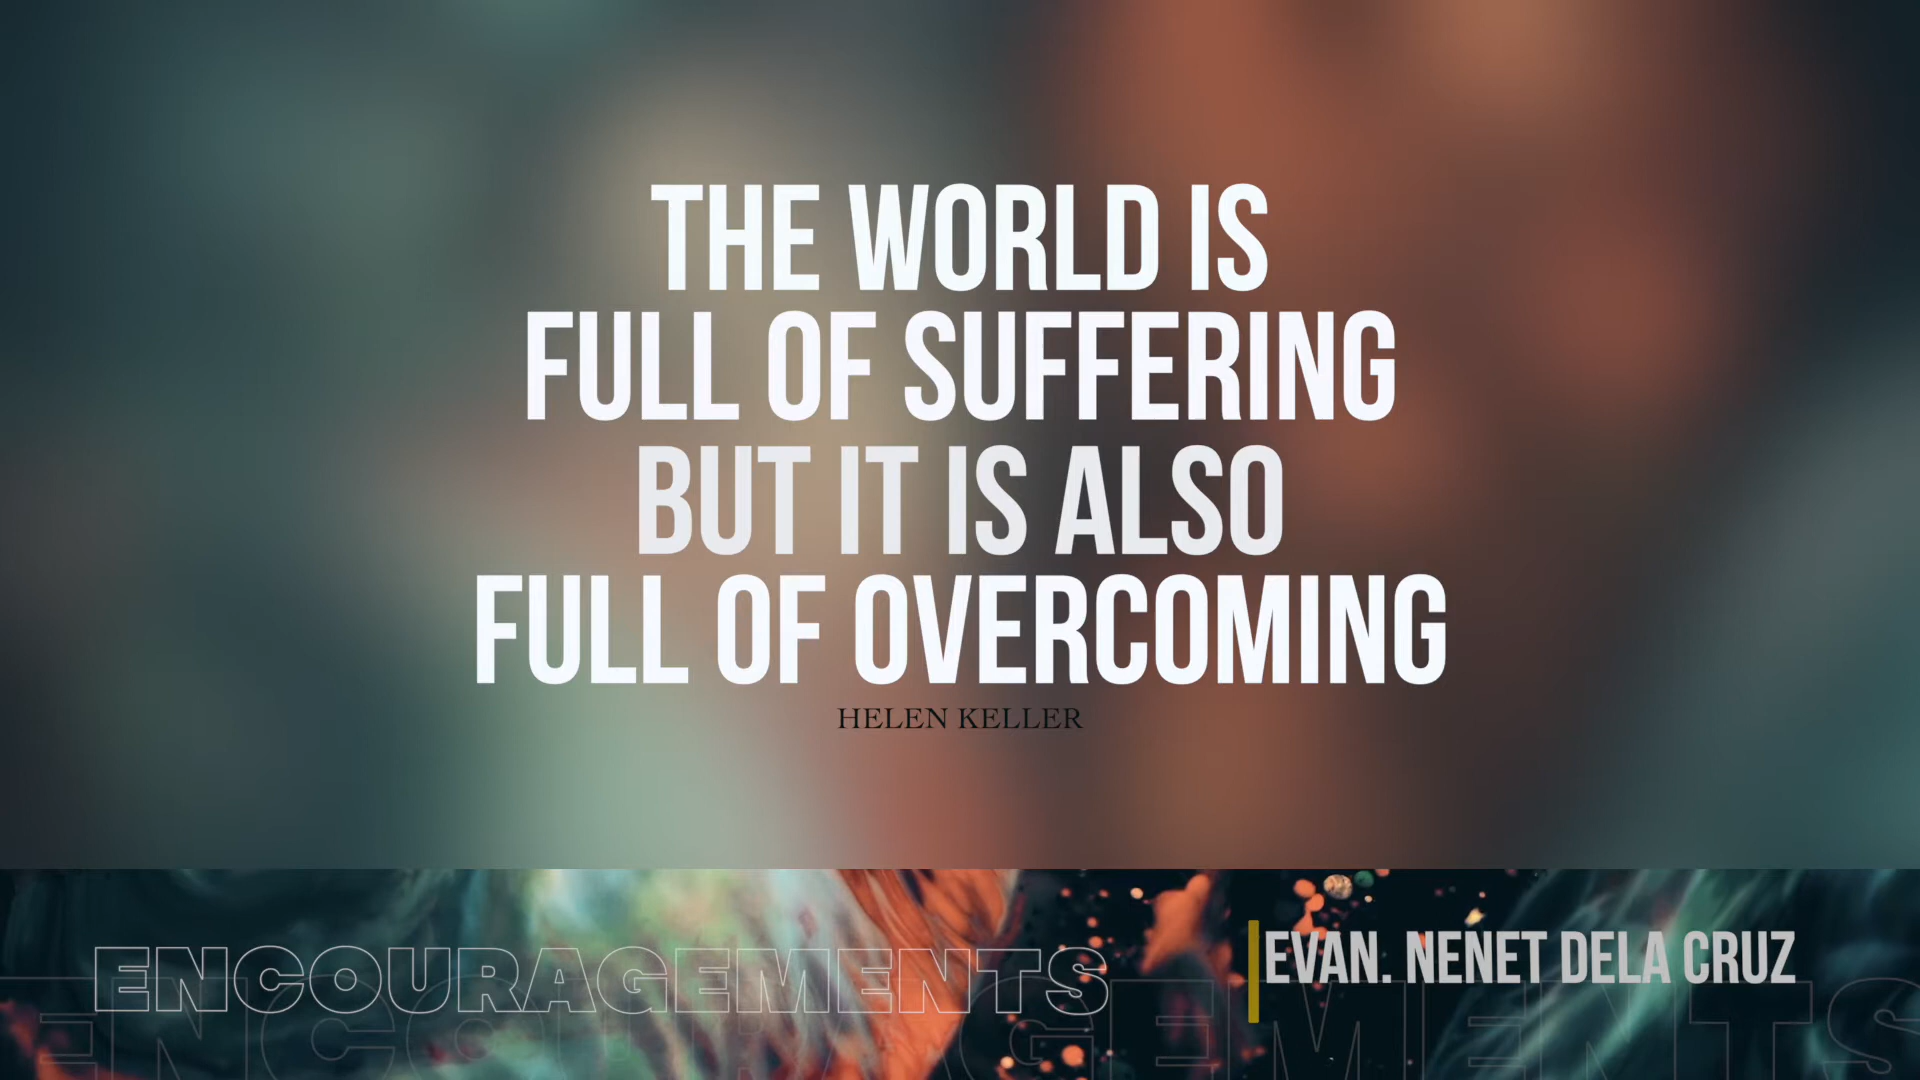 THE WORLD IS
FULL OF SUFFERING
BUT IT IS ALSO
FULL OF OVERCOMING
HELEN KELLER
ENCOURAGEMENTS
EVAN. NENET DELA CRUZ
ENCOURAGEMENTS